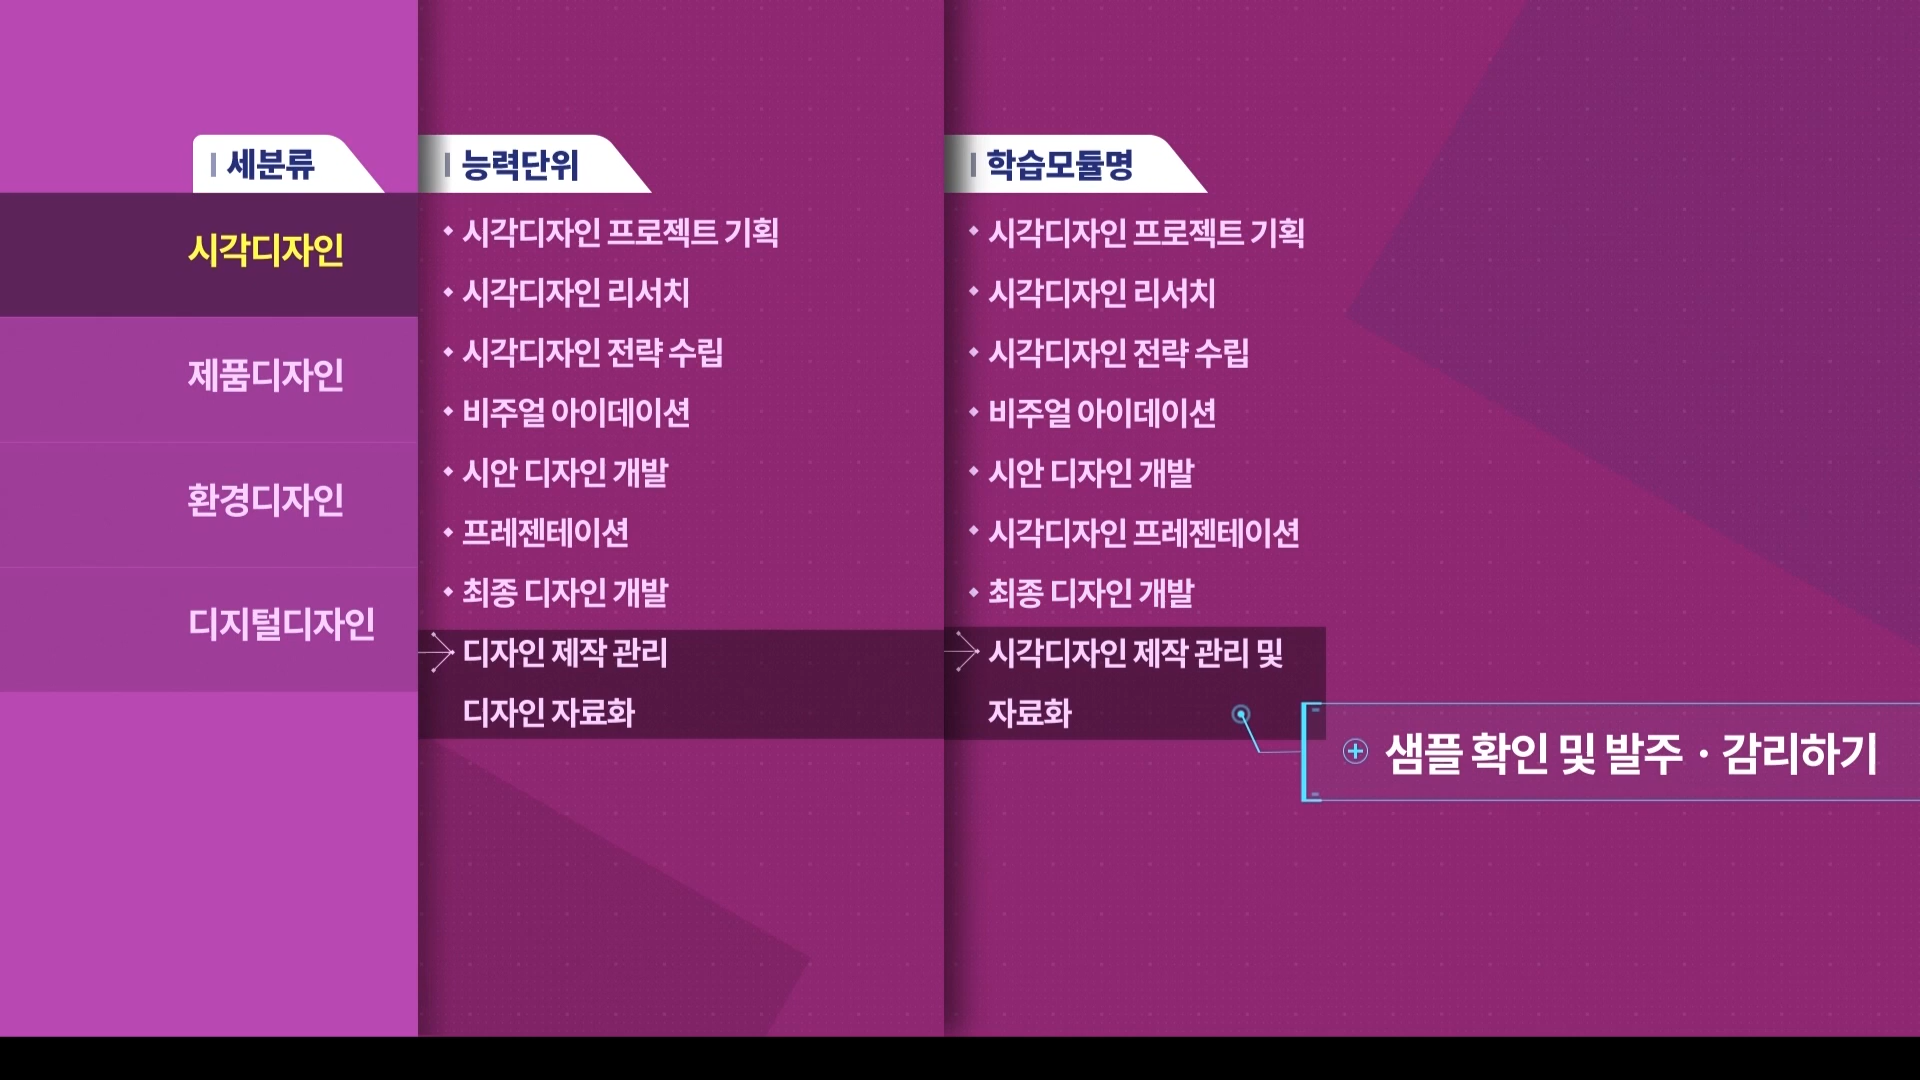 세분류
시각디자인
제품디자인
환경디자인
디지털디자인
능력단위
시각디자인 프로젝트 기획
시각디자인 리서치
시각디자인 전략 수립
비주얼 아이데이션
시안 디자인 개발
프레젠테이션
최종 디자인 개발
디자인 제작 관리
디자인 자료화
학습모듈명
시각디자인 프로젝트 기획
시각디자인 리서치
시각디자인 전략 수립
비주얼 아이데이션
시안 디자인 개발
시각디자인 프레젠테이션
최종 디자인 개발
시각디자인 제작 관리 및
자료화
샘플 확인 및 발주 · 감리하기